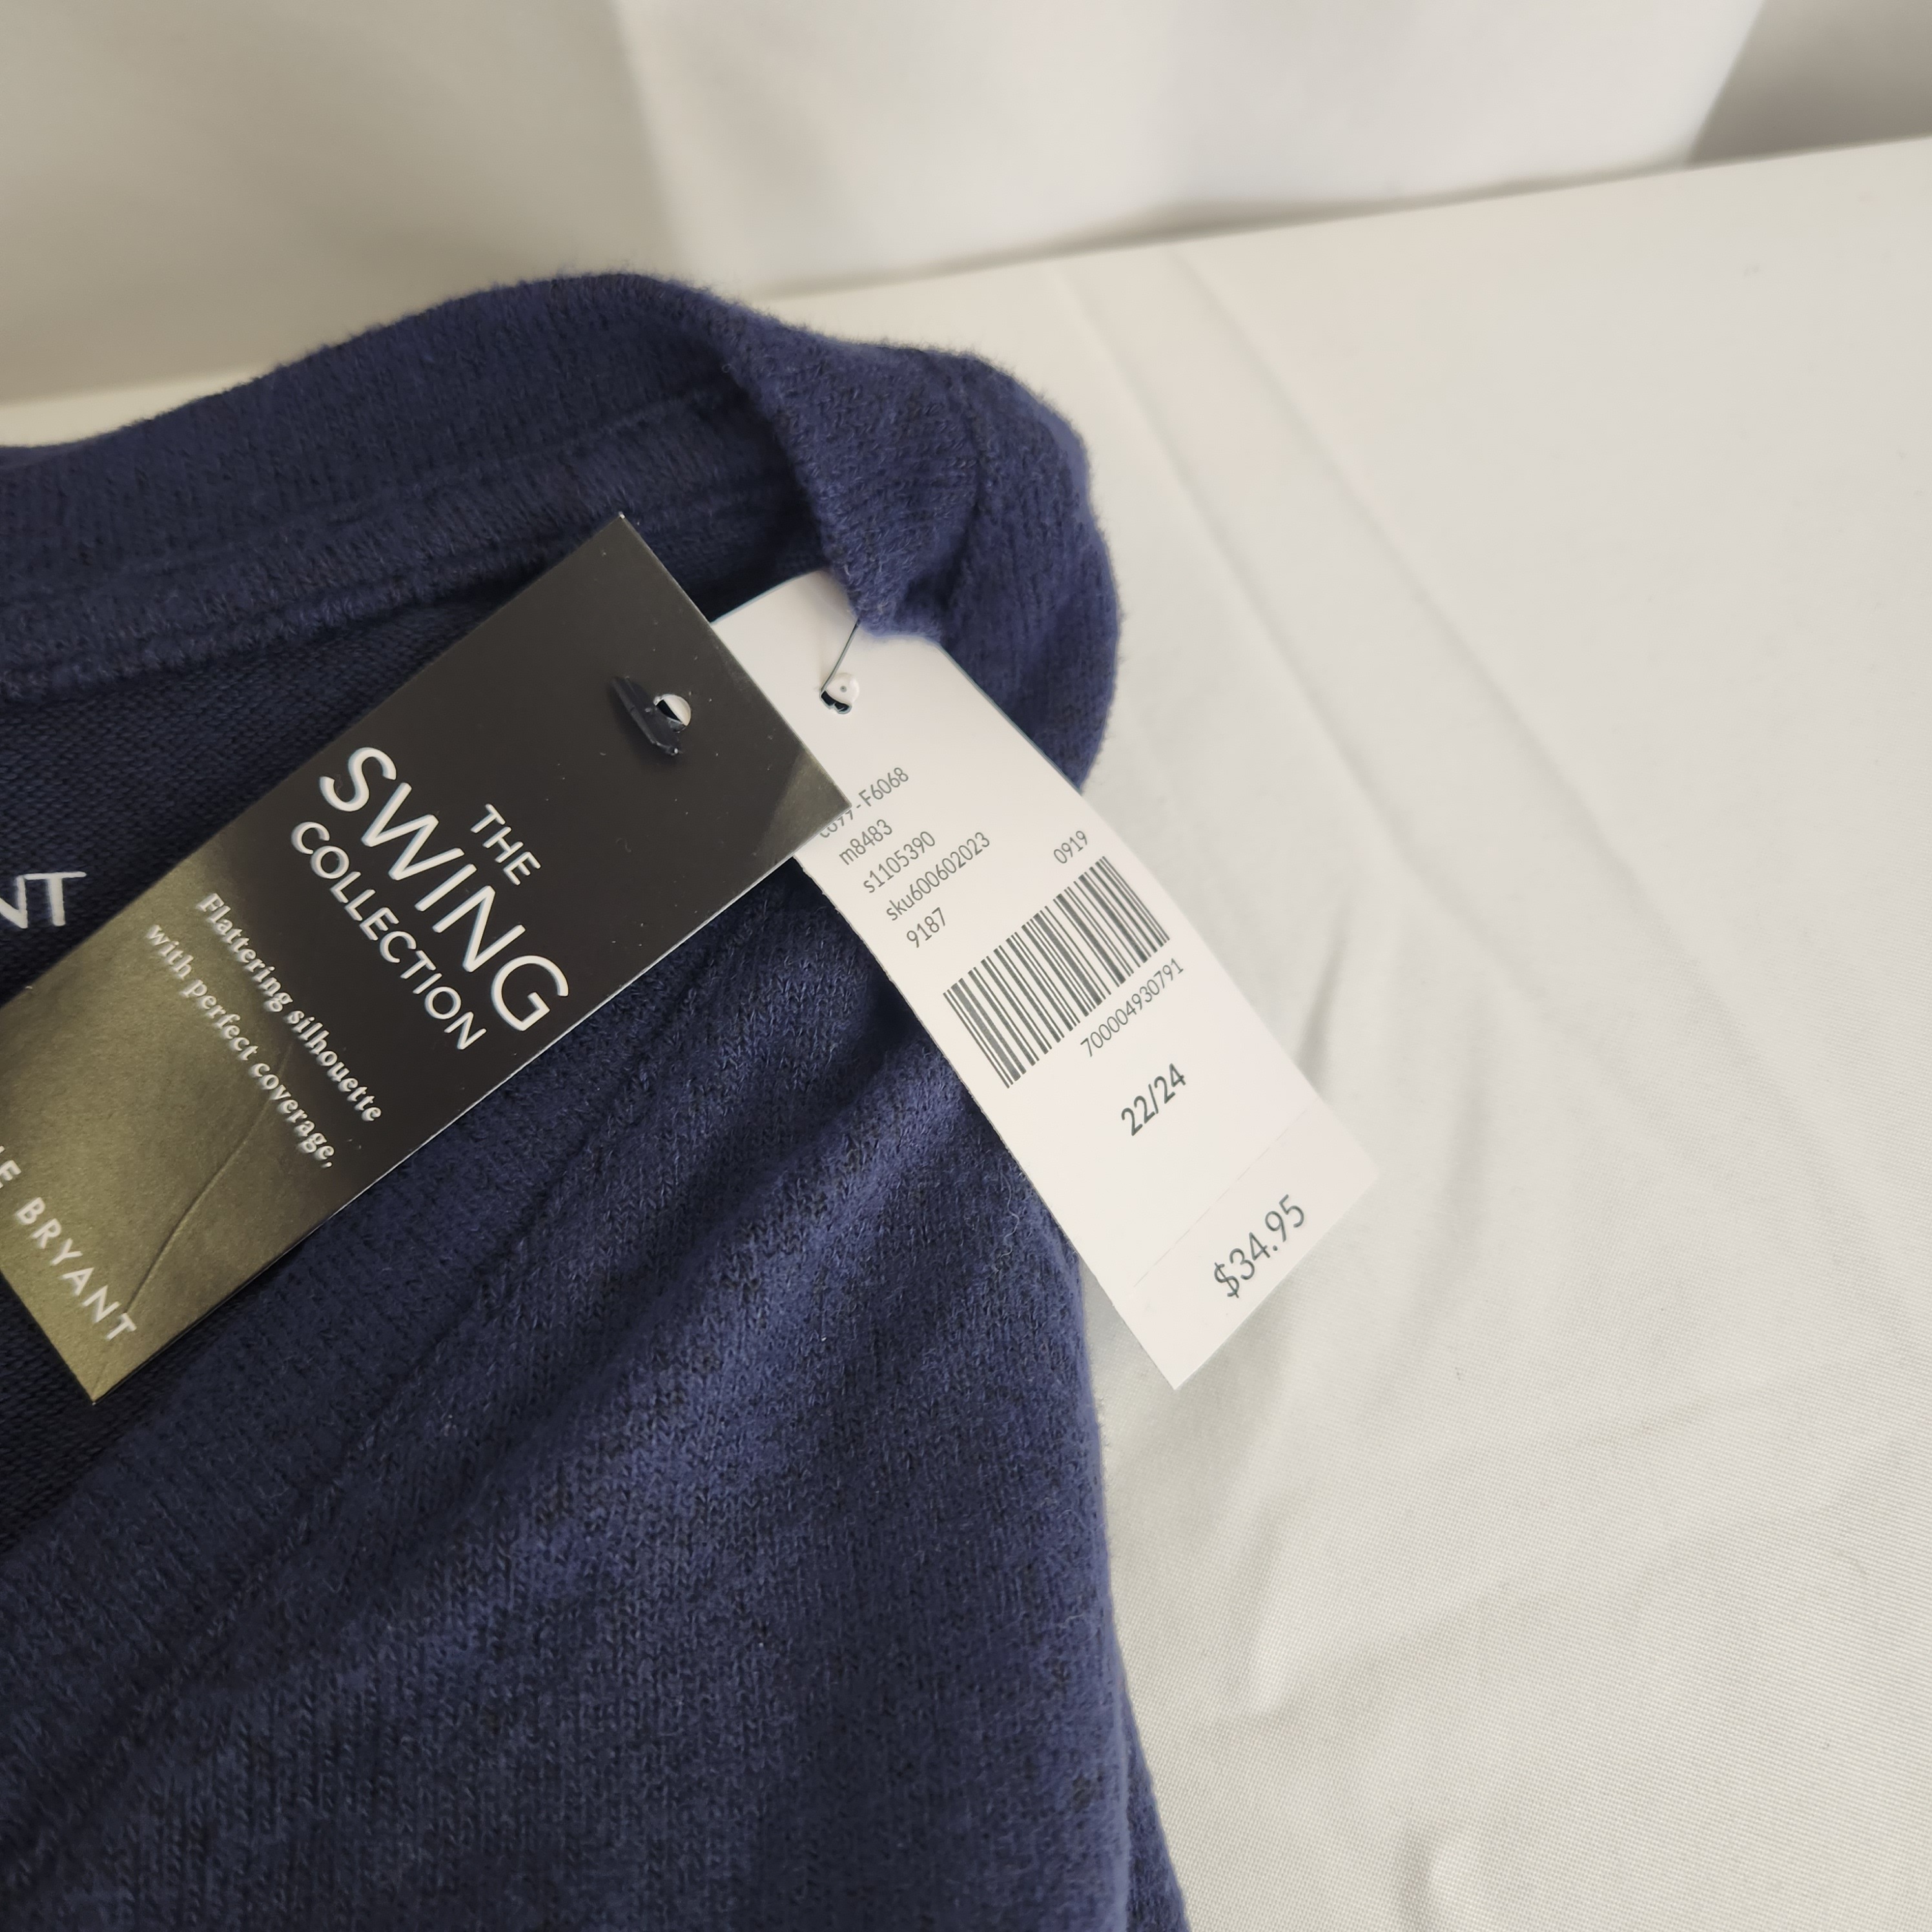 THE
SWING
COLLECTION
Flattering silhouette
with perfect coverage.
BRYANT
F6068
m8483
s1105390
sku600602023
9187
0919
700004930791
22/24
$34.95